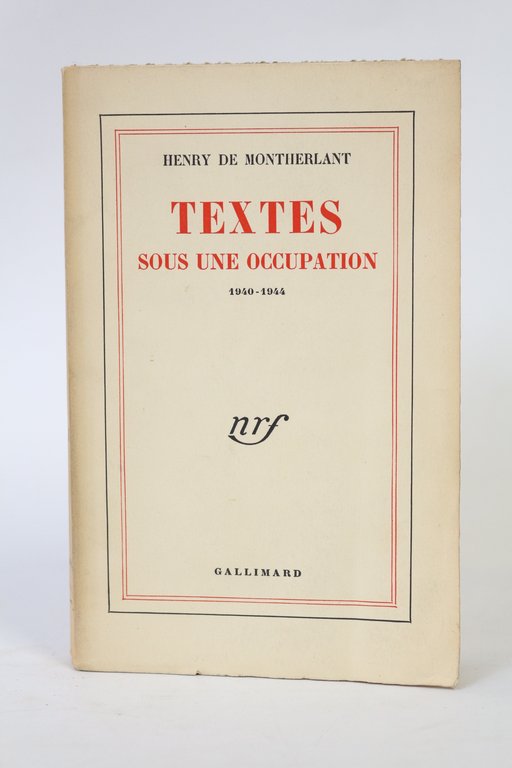 HENRY DE MONTHERLANT
TEXTES
SOUS UNE OCCUPATION
1940-1944
nrf
GALLIMARD